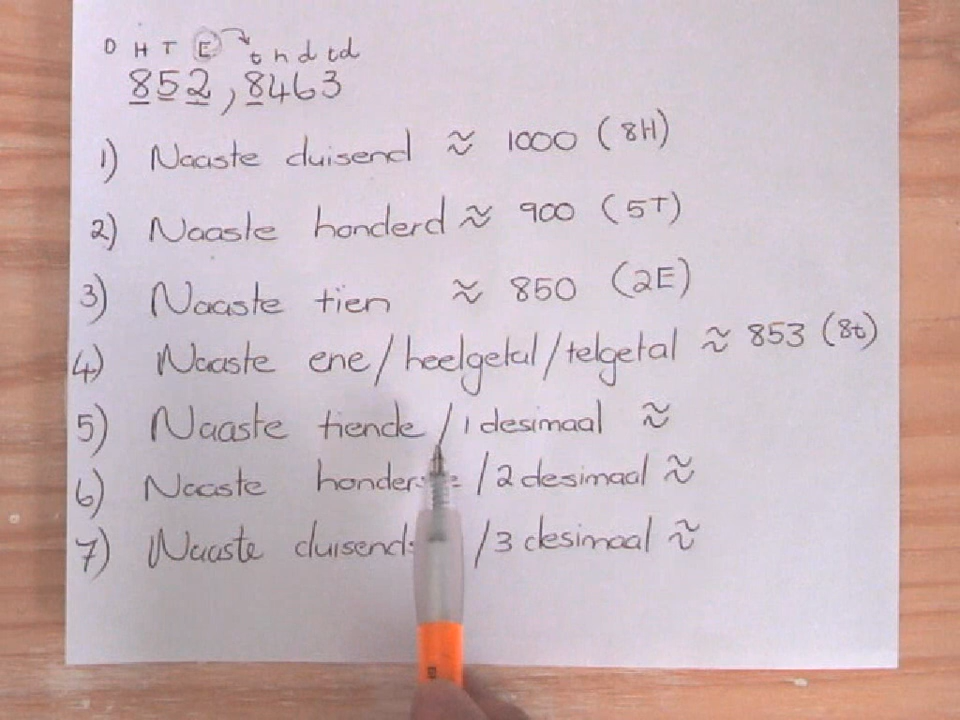 D H T E t h d td
852,8463
1) Naaste duisend ≈ 1000 (8H)
2) Naaste honderd ≈ 900 (5T)
3) Naaste tien ≈ 850 (2E)
4) Naaste ene/heelgetal/telgetal ≈ 853 (8t)
5) Naaste tiende/1 desimaal ≈
6) Naaste /2 desimaal ≈
7) Naaste /3 desimaal ≈